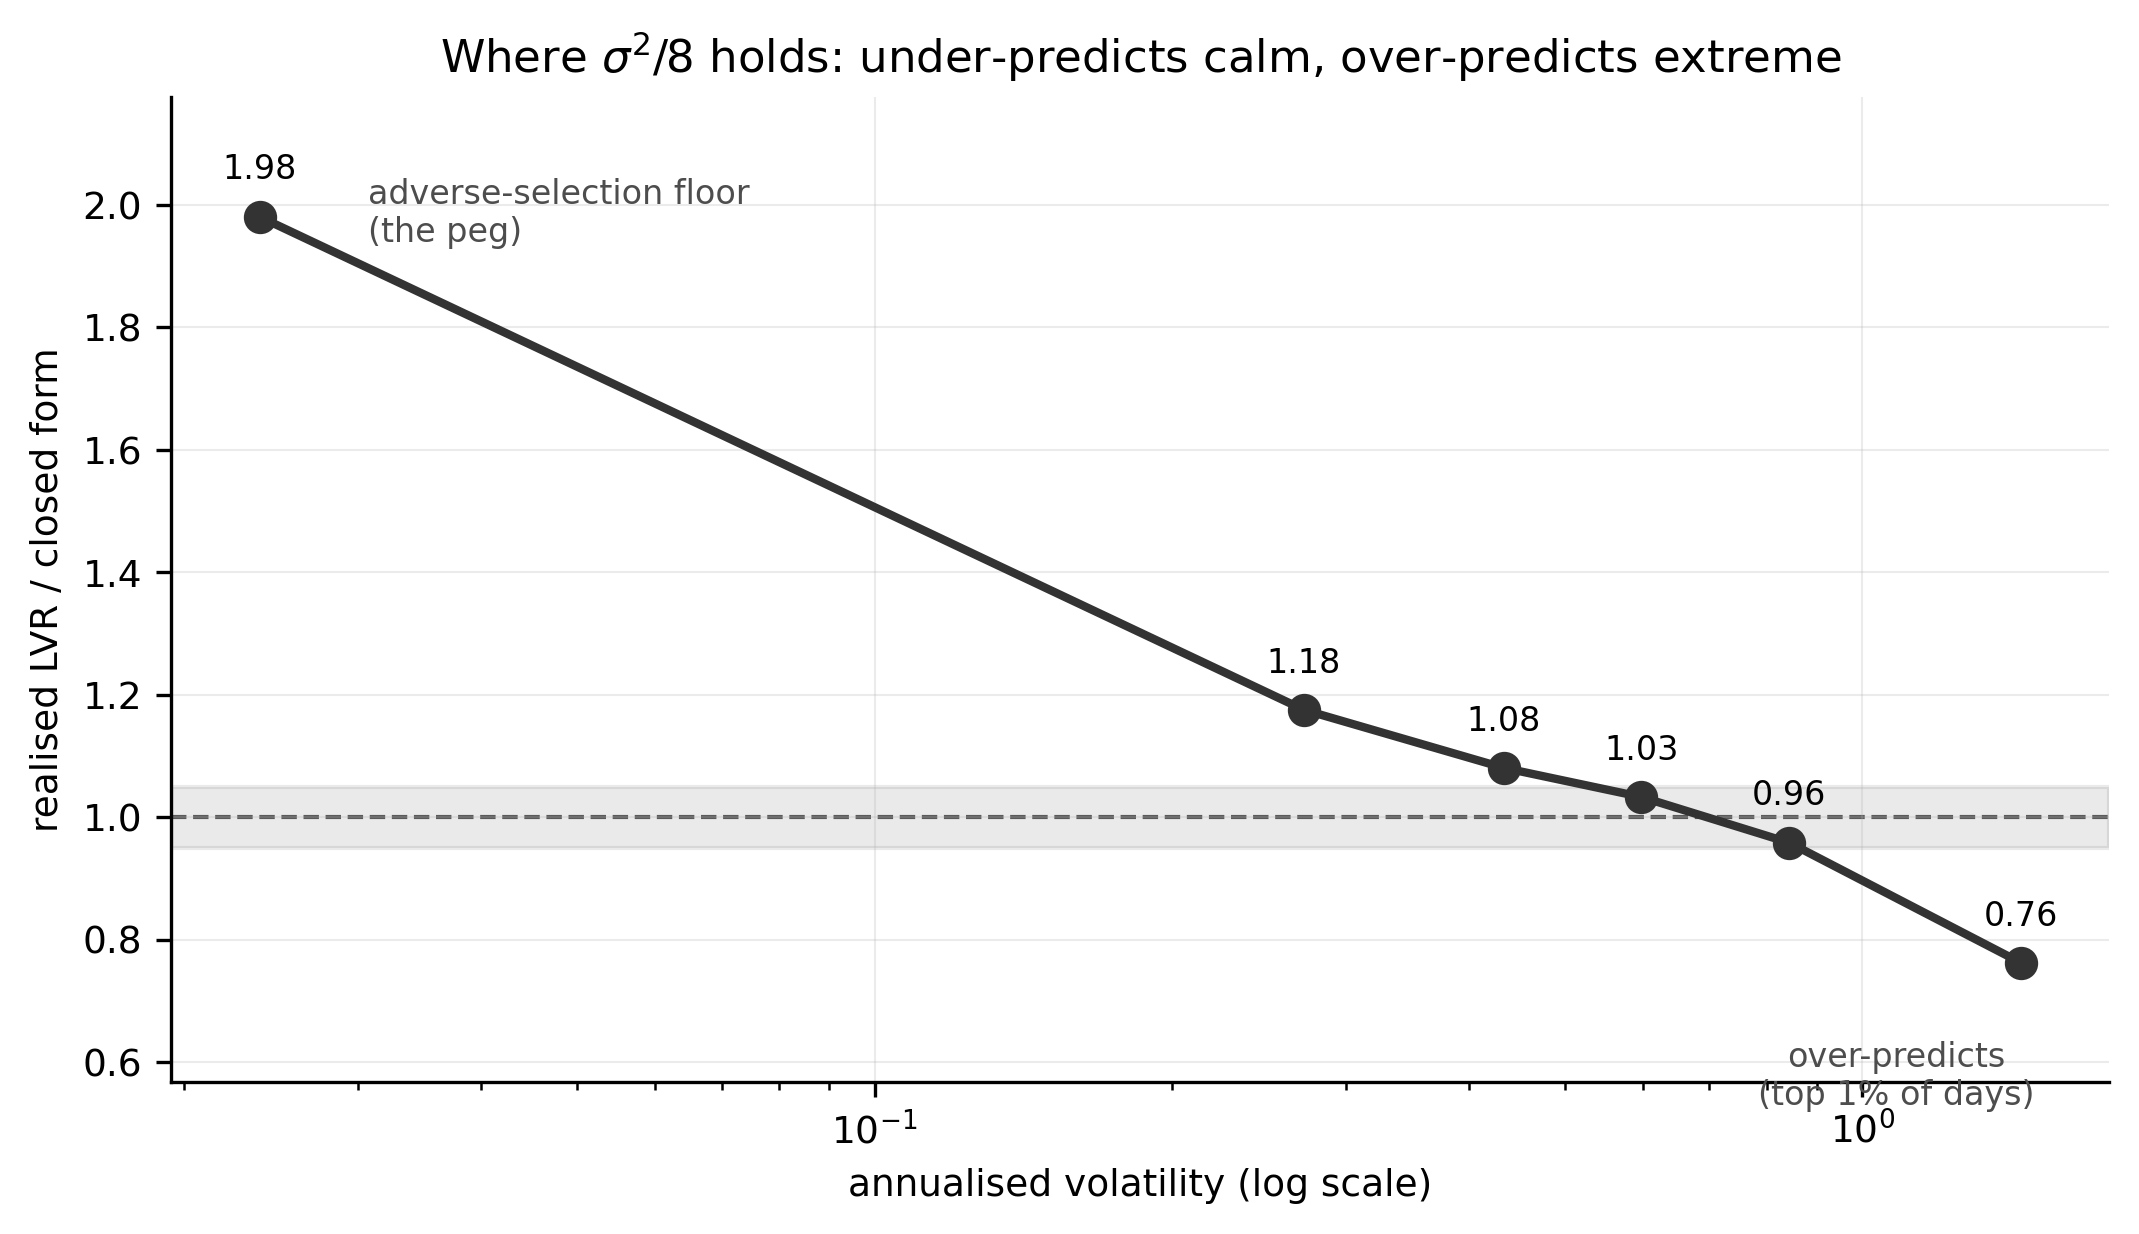 Where σ²/8 holds: under-predicts calm, over-predicts extreme
1.98
adverse-selection floor
(the peg)
1.18
1.08
1.03
0.96
0.76
over-predicts
(top 1% of days)
2.0
1.8
1.6
1.4
1.2
1.0
0.8
0.6
realised LVR / closed form
10⁻¹
10⁰
annualised volatility (log scale)